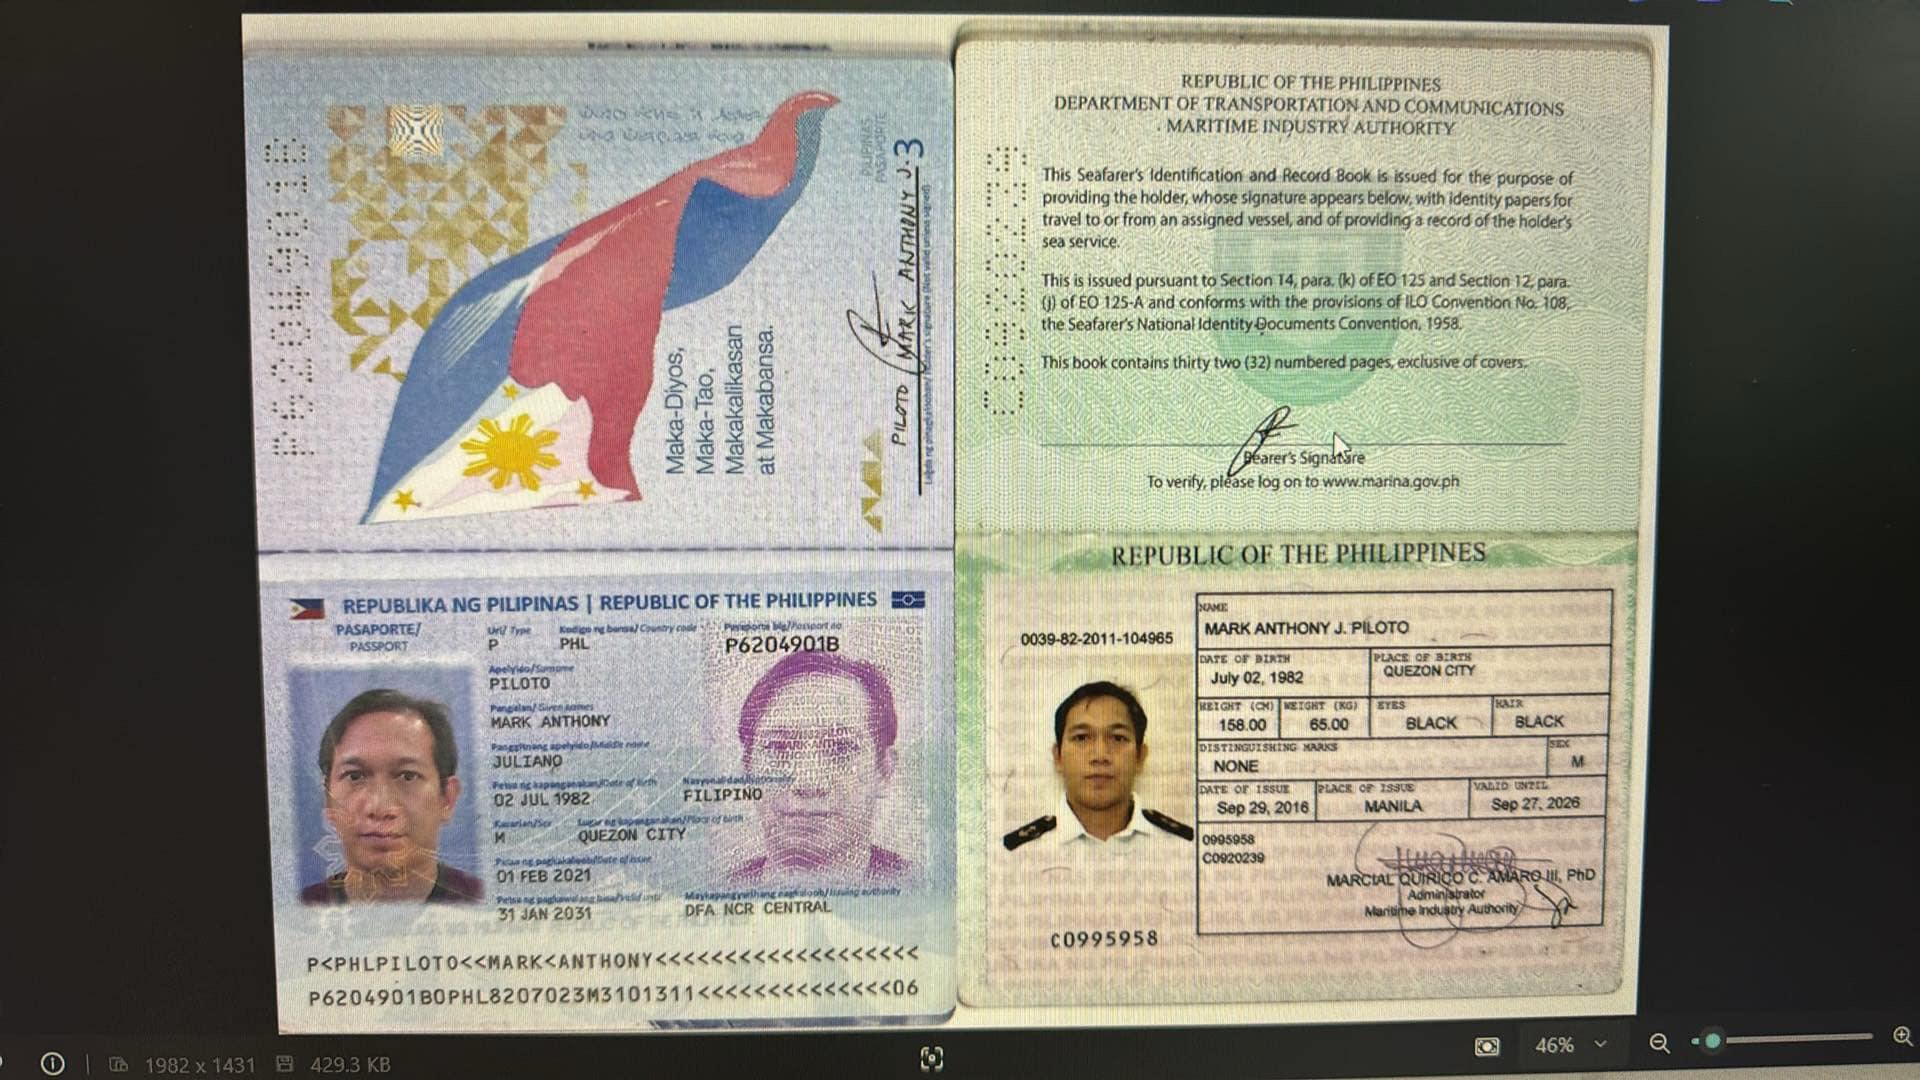 P6204901B
PILIPINAS
PASAPORTE
3
PILOTO MARK ANTHONY J.
Maka-Diyos,
Maka-Tao,
Makakalikasan
at Makabansa.
REPUBLIKA NG PILIPINAS | REPUBLIC OF THE PHILIPPINES
PASAPORTE/
PASSPORT
Uri/ Type
Kodigo ng bansa/ Country code
Pasaporte blg/Passport no
P
PHL
P6204901B
Apelyido/Surname
PILOTO
Pangalan/ Given names
MARK ANTHONY
Panggitnang apelyido/Middle name
JULIANO
Petsa ng kapanganakan/Date of birth
Nasyonalidad/Nationality
02 JUL 1982
FILIPINO
Kasarian/Sex
Lugar ng kapanganakan/Place of birth
M
QUEZON CITY
Petsa ng pagkakaloob/Date of issue
01 FEB 2021
Petsa ng pagkawalang bisa/Valid until
Maykapangyarihang nagkaloob/Issuing authority
31 JAN 2031
DFA NCR CENTRAL
P<PHLPILOTO<<MARK<ANTHONY<<<<<<<<<<<<<<<<<<<
P6204901B0PHL8207023M3101311<<<<<<<<<<<<<<06
REPUBLIC OF THE PHILIPPINES
DEPARTMENT OF TRANSPORTATION AND COMMUNICATIONS
MARITIME INDUSTRY AUTHORITY
This Seafarer's Identification and Record Book is issued for the purpose of
providing the holder, whose signature appears below, with identity papers for
travel to or from an assigned vessel, and of providing a record of the holder's
sea service.
This is issued pursuant to Section 14, para. (k) of EO 125 and Section 12, para.
(j) of EO 125-A and conforms with the provisions of ILO Convention No. 108,
the Seafarer's National Identity Documents Convention, 1958.
This book contains thirty two (32) numbered pages, exclusive of covers.
Bearer's Signature
To verify, please log on to www.marina.gov.ph
REPUBLIC OF THE PHILIPPINES
0039-82-2011-104965
NAME
MARK ANTHONY J. PILOTO
DATE OF BIRTH
PLACE OF BIRTH
July 02, 1982
QUEZON CITY
HEIGHT (CM)
WEIGHT (KG)
EYES
HAIR
158.00
65.00
BLACK
BLACK
DISTINGUISHING MARKS
SEX
NONE
M
DATE OF ISSUE
PLACE OF ISSUE
VALID UNTIL
Sep 29, 2016
MANILA
Sep 27, 2026
0995958
C0920239
MARCIAL QUIRICO C. AMARO III, PhD
Administrator
Maritime Industry Authority
C0995958
1982 x 1431
429.3 KB
46%